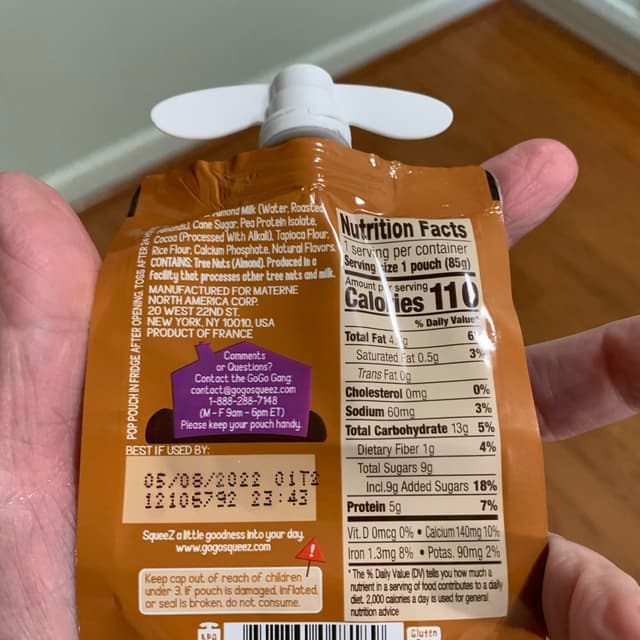 Almond Milk (Water, Roasted
Almonds), Cane Sugar, Pea Protein Isolate,
Cocoa (Processed With Alkali), Tapioca Flour,
Rice Flour, Calcium Phosphate, Natural Flavors.
CONTAINS: Tree Nuts (Almond). Produced in a
facility that processes other tree nuts and milk.
MANUFACTURED FOR MATERNE
NORTH AMERICA CORP.
20 WEST 22ND ST.
NEW YORK, NY 10010, USA
PRODUCT OF FRANCE
POP POUCH IN FRIDGE AFTER OPENING, TOSS AFTER 24
Comments
or Questions?
Contact the GoGo Gang:
contact@gogosqueez.com
1-888-288-7148
(M - F 9am - 6pm ET)
Please keep your pouch handy.
BEST IF USED BY:
05/08/2022 01T2
12106792 23:43
SqueeZ a little goodness into your day.
www.gogosqueez.com
Keep cap out of reach of children
under 3. If pouch is damaged, inflated,
or seal is broken, do not consume.
Nutrition Facts
1 serving per container
Serving size 1 pouch (85g)
Amount per serving
Calories 110
% Daily Value*
Total Fat 4. g 6%
Saturated Fat 0.5g 3%
Trans Fat 0g
Cholesterol 0mg 0%
Sodium 60mg 3%
Total Carbohydrate 13g 5%
Dietary Fiber 1g 4%
Total Sugars 9g
Incl.9g Added Sugars 18%
Protein 5g 7%
Vit.D 0mcg 0% • Calcium 140mg 10%
Iron 1.3mg 8% • Potas. 90mg 2%
*The % Daily Value (DV) tells you how much a
nutrient in a serving of food contributes to a daily
diet. 2,000 calories a day is used for general
nutrition advice
Gluten